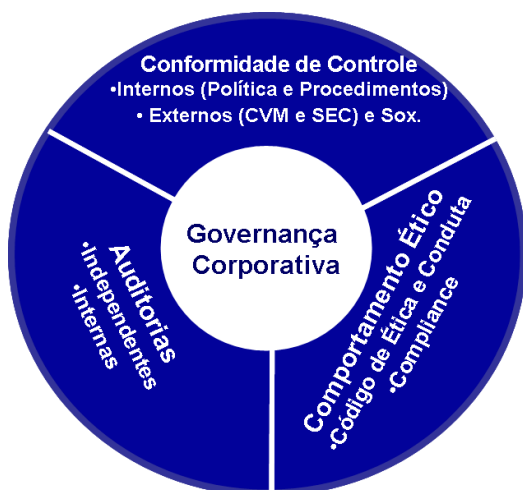 Conformidade de Controle
•Internos (Política e Procedimentos)
• Externos (CVM e SEC) e Sox.
Governança
Corporativa
Comportamento Ético
•Código de Ética e Conduta
•Compliance
Auditorias
•Independentes
•Internas